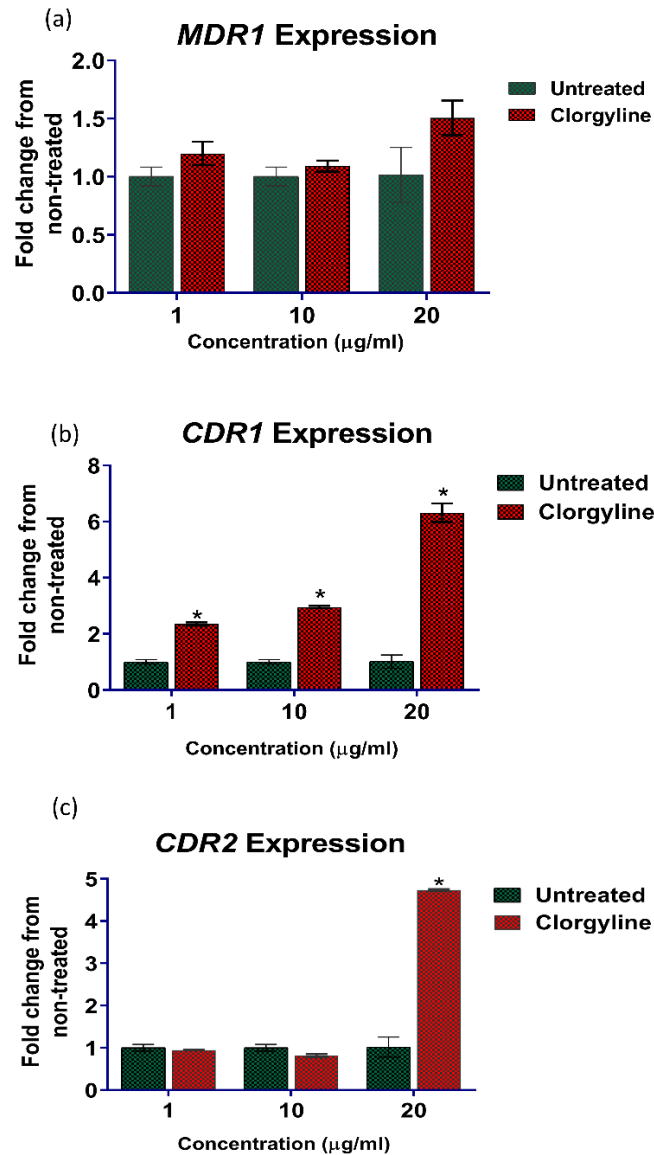 (a)
MDR1 Expression
Fold change from
non-treated
2.0
1.5
1.0
0.5
0.0
1 10 20
Concentration (μg/ml)
Untreated
Clorgyline
(b)
CDR1 Expression
Fold change from
non-treated
8
6
4
2
0
* * *
1 10 20
Concentration (μg/ml)
Untreated
Clorgyline
(c)
CDR2 Expression
Fold change from
non-treated
5
4
3
2
1
0
*
1 10 20
Concentration (μg/ml)
Untreated
Clorgyline